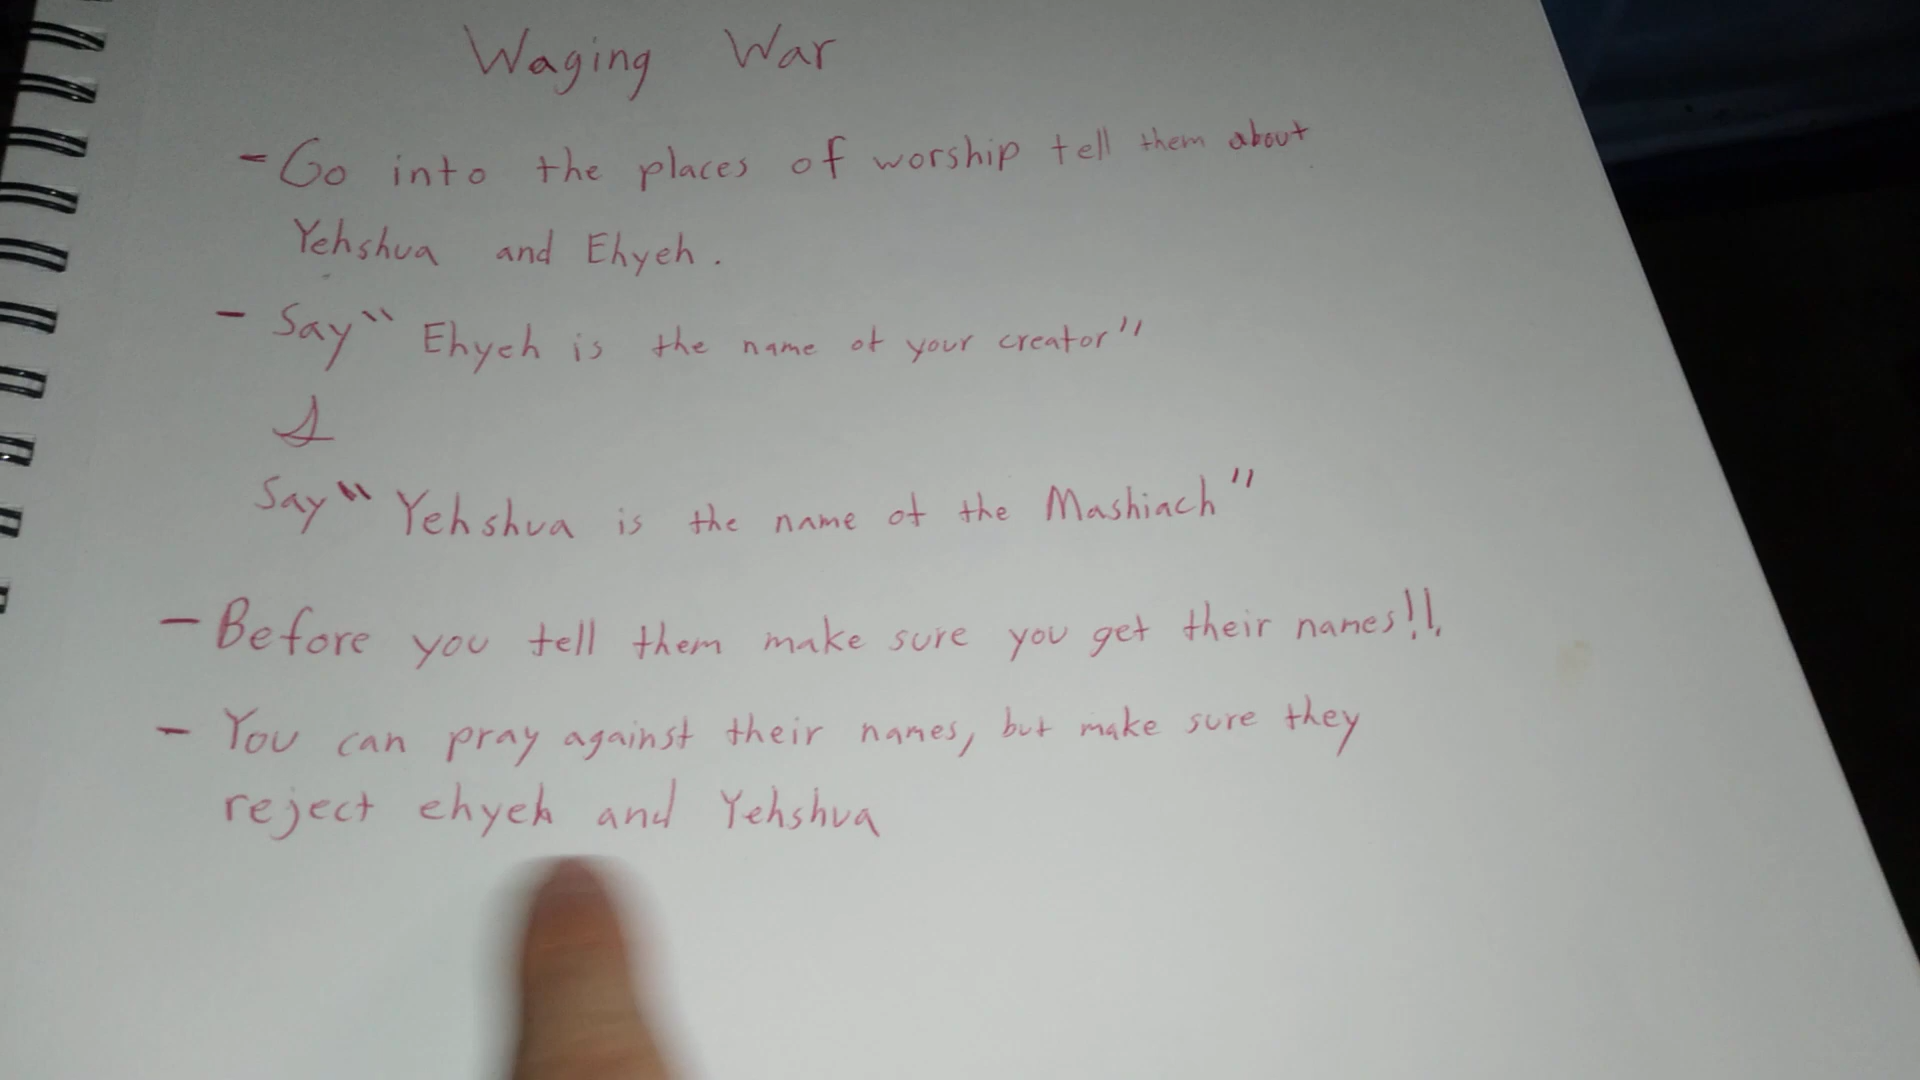 Waging War
- Go into the places of worship tell them about
Yehshua and Ehyeh.
- Say "Ehyeh is the name of your creator"
&
Say "Yehshua is the name of the Mashiach"
- Before you tell them make sure you get their names!!
- You can pray against their names, but make sure they
reject ehyeh and Yehshua